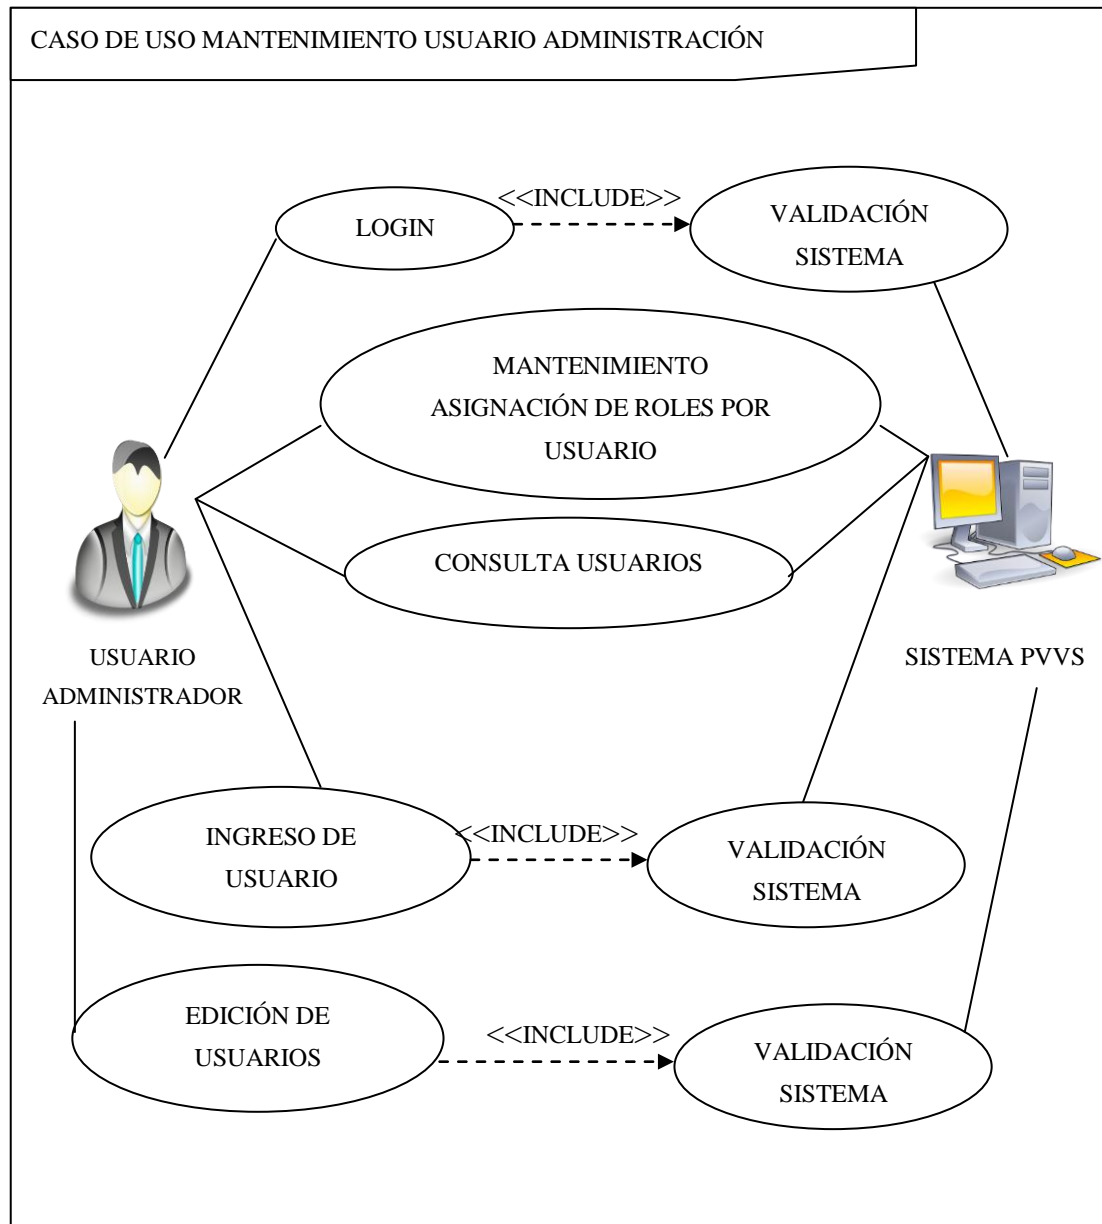 CASO DE USO MANTENIMIENTO USUARIO ADMINISTRACIÓN
LOGIN
<<INCLUDE>>
VALIDACIÓN
SISTEMA
MANTENIMIENTO
ASIGNACIÓN DE ROLES POR
USUARIO
CONSULTA USUARIOS
USUARIO
ADMINISTRADOR
SISTEMA PVVS
INGRESO DE
USUARIO
<<INCLUDE>>
VALIDACIÓN
SISTEMA
EDICIÓN DE
USUARIOS
<<INCLUDE>>
VALIDACIÓN
SISTEMA